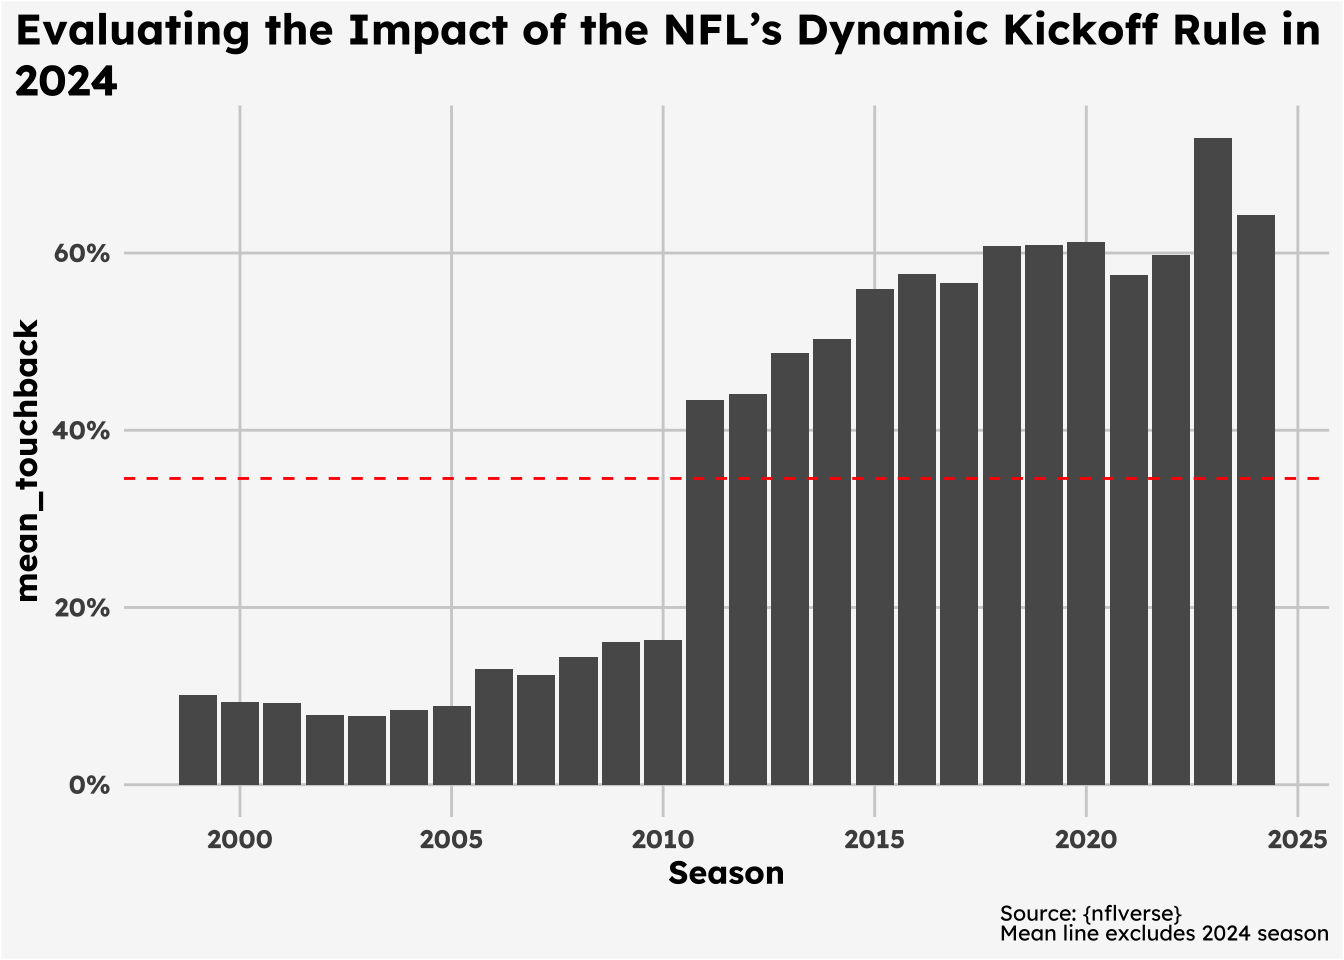 Evaluating the Impact of the NFL’s Dynamic Kickoff Rule in
2024
mean_touchback
60%
40%
20%
0%
2000 2005 2010 2015 2020 2025
Season
Source: {nflverse}
Mean line excludes 2024 season